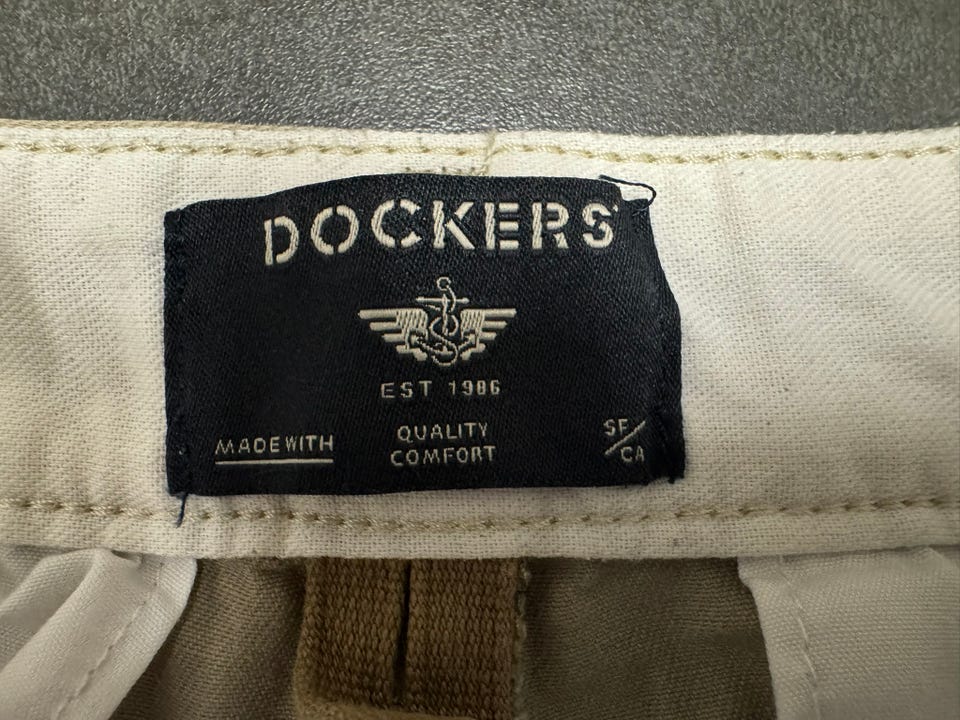 DOCKERS
EST 1986
MADE WITH
QUALITY
COMFORT
SF/
CA